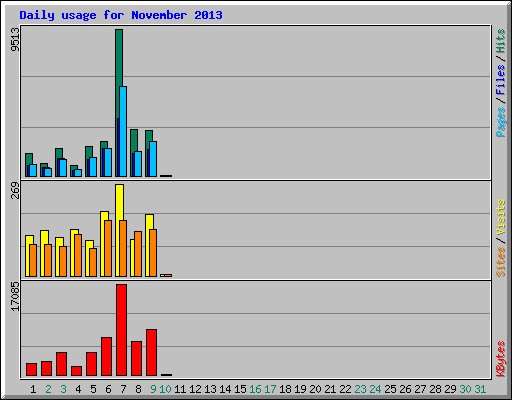 Daily usage for November 2013
9513
Pages / Files / Hits
269
Sites / Visits
17085
KBytes
1 2 3 4 5 6 7 8 9 10 11 12 13 14 15 16 17 18 19 20 21 22 23 24 25 26 27 28 29 30 31